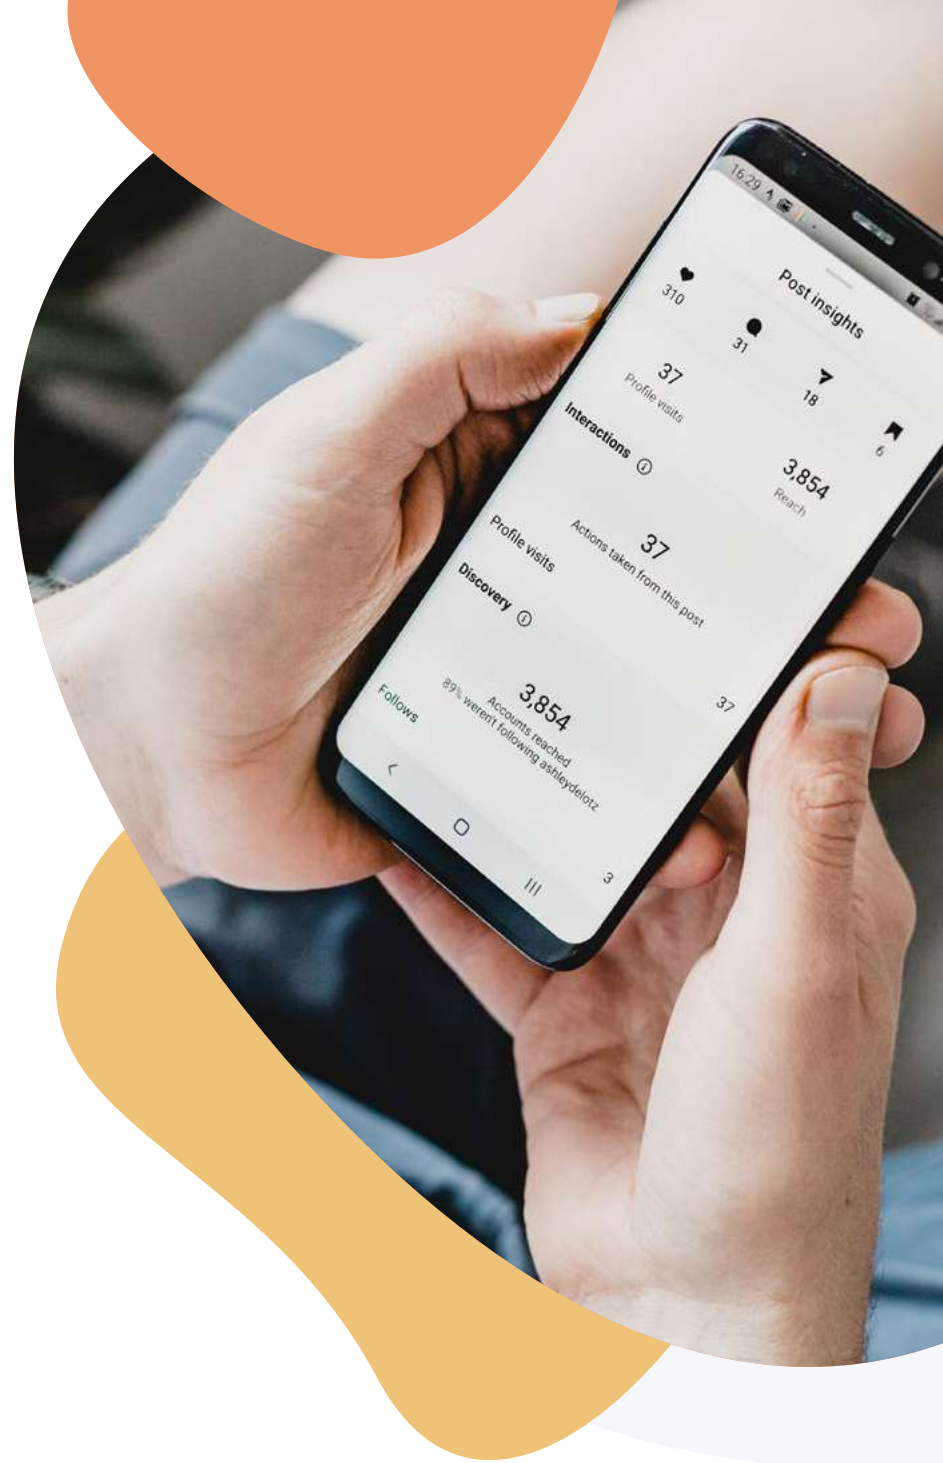 16:29
Post insights
310
31
18
6
37
Profile visits
3,854
Reach
Interactions
37
Actions taken from this post
Profile visits
37
Discovery
3,854
Accounts reached
89% weren't following ashleydelotz
Follows
3